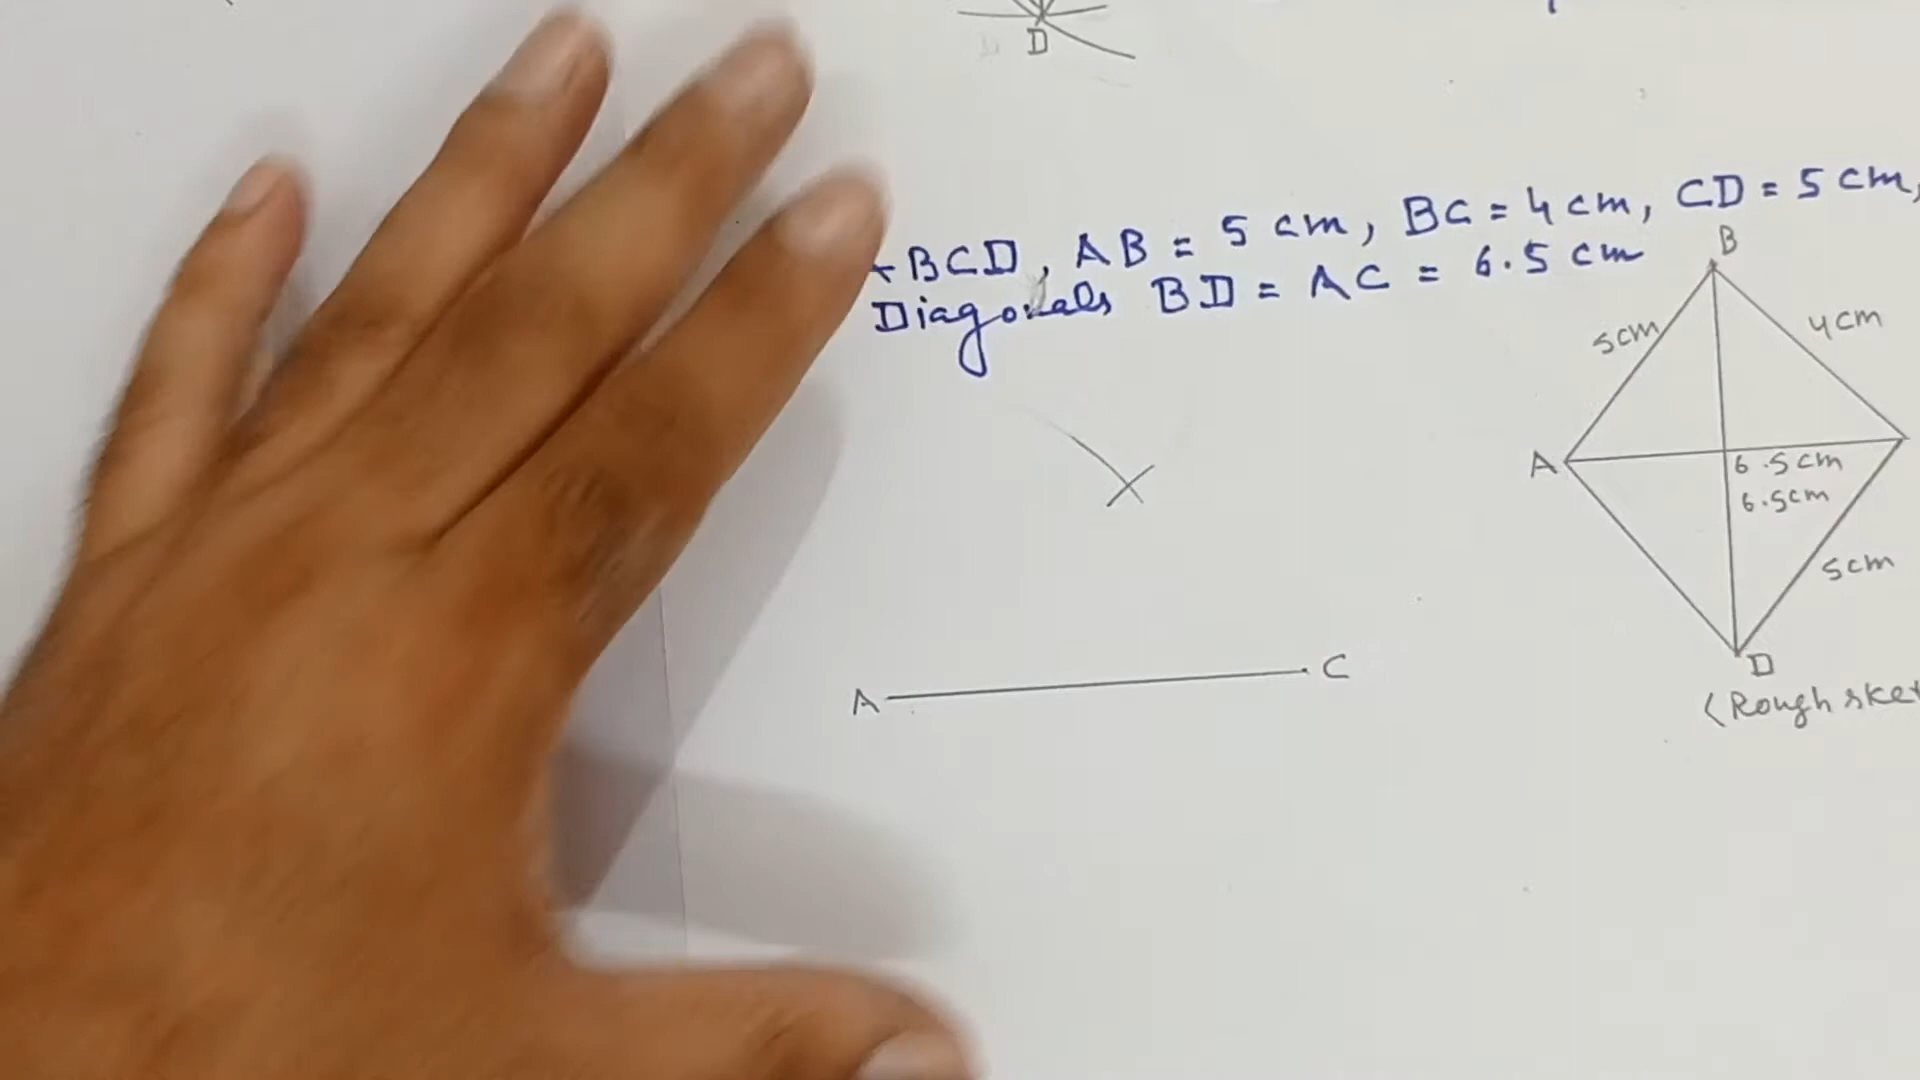 D
ABCD, AB = 5 cm, BC = 4 cm, CD = 5 cm,
Diagonals BD = AC = 6.5 cm
B
5cm
4cm
A
6.5cm
6.5cm
5cm
A
C
D
(Rough